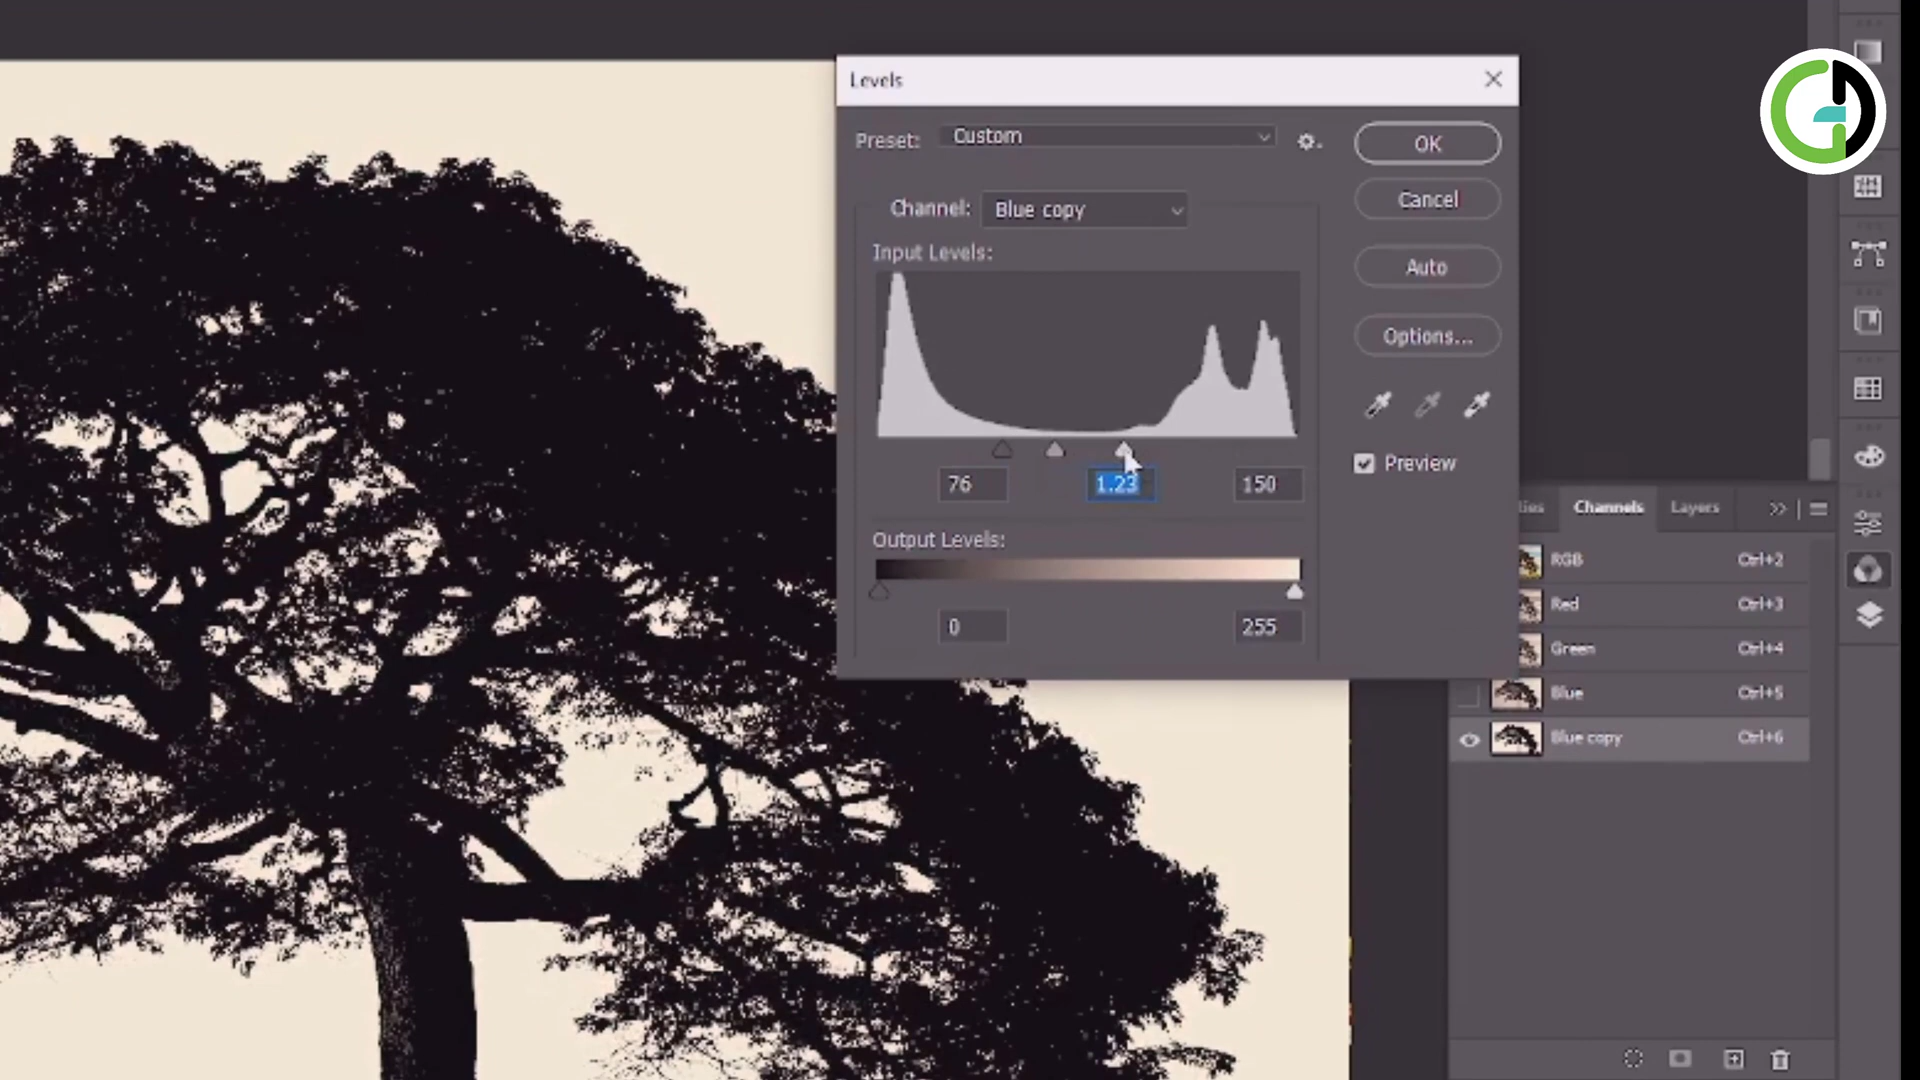 Levels
Preset: Custom
OK
Channel: Blue copy
Cancel
Input Levels:
Auto
Options...
Preview
76 1.23 150
Output Levels:
0 255
ties Channels Layers
RGB Ctrl+2
Red Ctrl+3
Green Ctrl+4
Blue Ctrl+5
Blue copy Ctrl+6